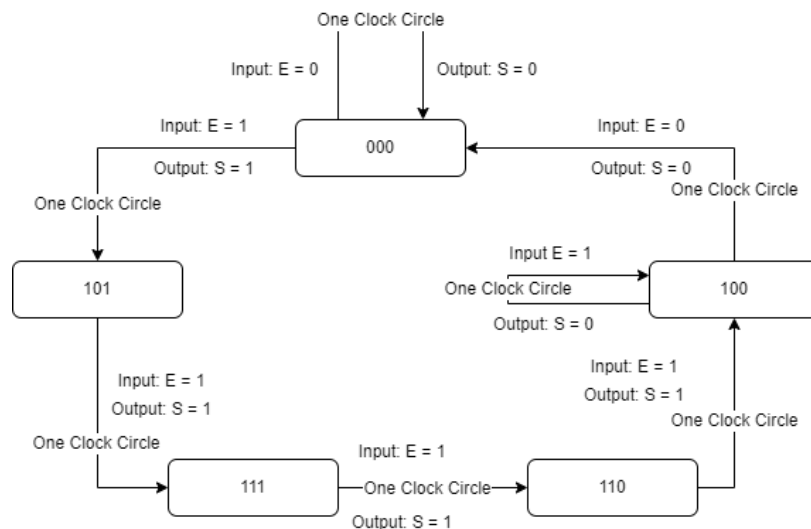 One Clock Circle
Input: E = 0
Output: S = 0
Input: E = 1
Output: S = 1
One Clock Circle
000
Input: E = 0
Output: S = 0
One Clock Circle
101
Input E = 1
One Clock Circle
Output: S = 0
100
Input: E = 1
Output: S = 1
One Clock Circle
Input: E = 1
Output: S = 1
One Clock Circle
111
Input: E = 1
One Clock Circle
Output: S = 1
110